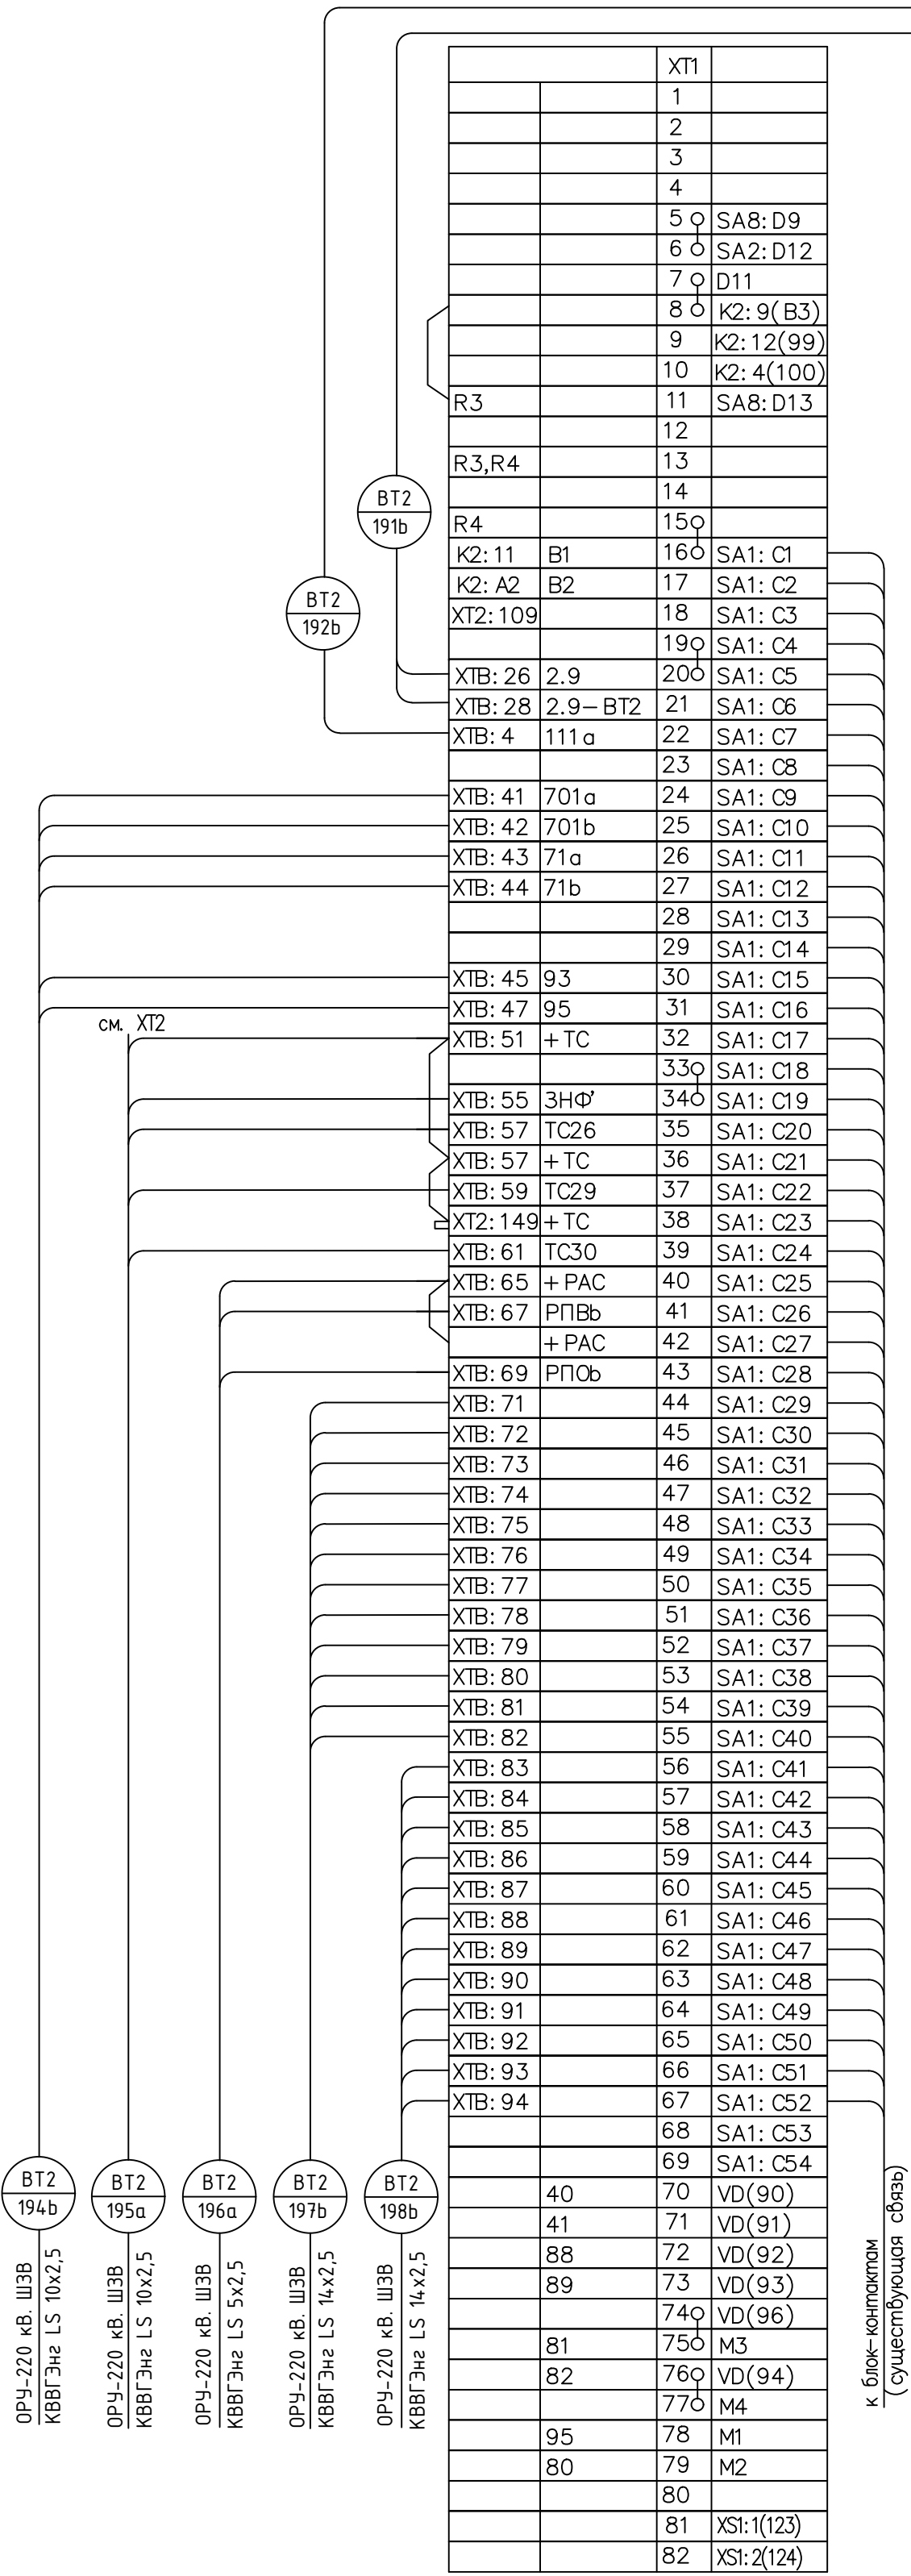 XT1
1
2
3
4
5 SA8:D9
6 SA2:D12
7 D11
8 K2:9(B3)
9 K2:12(99)
10 K2:4(100)
R3 11 SA8:D13
12
R3,R4 13
14
R4 15
K2:11 B1 16 SA1:C1
K2:A2 B2 17 SA1:C2
XT2:109 18 SA1:C3
19 SA1:C4
XTB:26 2.9 20 SA1:C5
XTB:28 2.9-BT2 21 SA1:C6
XTB:4 111a 22 SA1:C7
23 SA1:C8
XTB:41 701a 24 SA1:C9
XTB:42 701b 25 SA1:C10
XTB:43 71a 26 SA1:C11
XTB:44 71b 27 SA1:C12
28 SA1:C13
29 SA1:C14
XTB:45 93 30 SA1:C15
XTB:47 95 31 SA1:C16
XTB:51 +TC 32 SA1:C17
33 SA1:C18
XTB:55 ЗНФ' 34 SA1:C19
XTB:57 TC26 35 SA1:C20
XTB:57 +TC 36 SA1:C21
XTB:59 TC29 37 SA1:C22
XT2:149 +TC 38 SA1:C23
XTB:61 TC30 39 SA1:C24
XTB:65 +РАС 40 SA1:C25
XTB:67 РПВb 41 SA1:C26
+РАС 42 SA1:C27
XTB:69 РПОb 43 SA1:C28
XTB:71 44 SA1:C29
XTB:72 45 SA1:C30
XTB:73 46 SA1:C31
XTB:74 47 SA1:C32
XTB:75 48 SA1:C33
XTB:76 49 SA1:C34
XTB:77 50 SA1:C35
XTB:78 51 SA1:C36
XTB:79 52 SA1:C37
XTB:80 53 SA1:C38
XTB:81 54 SA1:C39
XTB:82 55 SA1:C40
XTB:83 56 SA1:C41
XTB:84 57 SA1:C42
XTB:85 58 SA1:C43
XTB:86 59 SA1:C44
XTB:87 60 SA1:C45
XTB:88 61 SA1:C46
XTB:89 62 SA1:C47
XTB:90 63 SA1:C48
XTB:91 64 SA1:C49
XTB:92 65 SA1:C50
XTB:93 66 SA1:C51
XTB:94 67 SA1:C52
68 SA1:C53
69 SA1:C54
40 70 VD(90)
41 71 VD(91)
88 72 VD(92)
89 73 VD(93)
74 VD(96)
81 75 M3
82 76 VD(94)
77 M4
95 78 M1
80 79 M2
80
81 XS1:1(123)
82 XS1:2(124)
BT2
191b
BT2
192b
см. XT2
BT2
194b
BT2
195a
BT2
196a
BT2
197b
BT2
198b
ОРУ-220 кВ. ШЗВ
КВВГЭнг LS 10x2,5
ОРУ-220 кВ. ШЗВ
КВВГЭнг LS 10x2,5
ОРУ-220 кВ. ШЗВ
КВВГЭнг LS 5x2,5
ОРУ-220 кВ. ШЗВ
КВВГЭнг LS 14x2,5
ОРУ-220 кВ. ШЗВ
КВВГЭнг LS 14x2,5
к блок-контактам
(существующая связь)